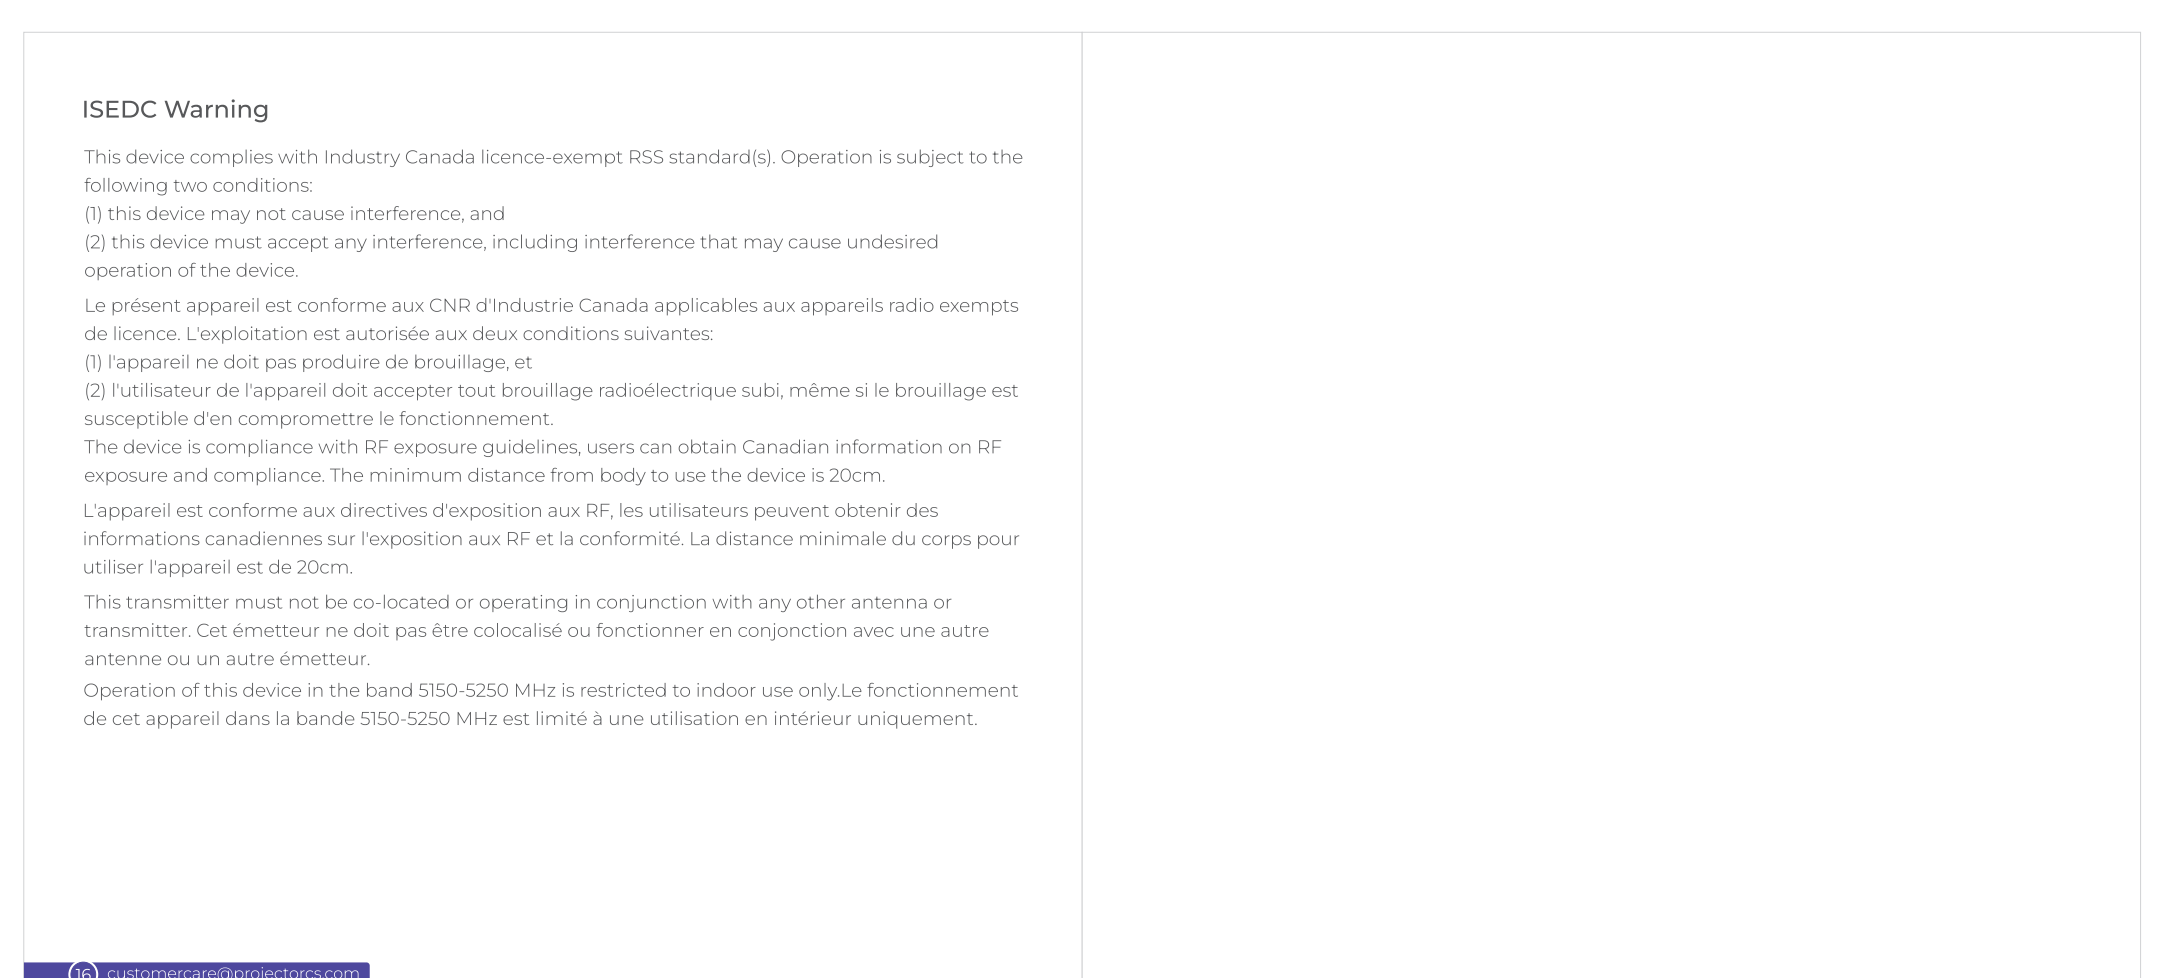 ISEDC Warning
This device complies with Industry Canada licence-exempt RSS standard(s). Operation is subject to the
following two conditions:
(1) this device may not cause interference, and
(2) this device must accept any interference, including interference that may cause undesired
operation of the device.
Le présent appareil est conforme aux CNR d'Industrie Canada applicables aux appareils radio exempts
de licence. L'exploitation est autorisée aux deux conditions suivantes:
(1) l'appareil ne doit pas produire de brouillage, et
(2) l'utilisateur de l'appareil doit accepter tout brouillage radioélectrique subi, même si le brouillage est
susceptible d'en compromettre le fonctionnement.
The device is compliance with RF exposure guidelines, users can obtain Canadian information on RF
exposure and compliance. The minimum distance from body to use the device is 20cm.
L'appareil est conforme aux directives d'exposition aux RF, les utilisateurs peuvent obtenir des
informations canadiennes sur l'exposition aux RF et la conformité. La distance minimale du corps pour
utiliser l'appareil est de 20cm.
This transmitter must not be co-located or operating in conjunction with any other antenna or
transmitter. Cet émetteur ne doit pas être colocalisé ou fonctionner en conjonction avec une autre
antenne ou un autre émetteur.
Operation of this device in the band 5150-5250 MHz is restricted to indoor use only.Le fonctionnement
de cet appareil dans la bande 5150-5250 MHz est limité à une utilisation en intérieur uniquement.
16 customercare@projectorcs.com